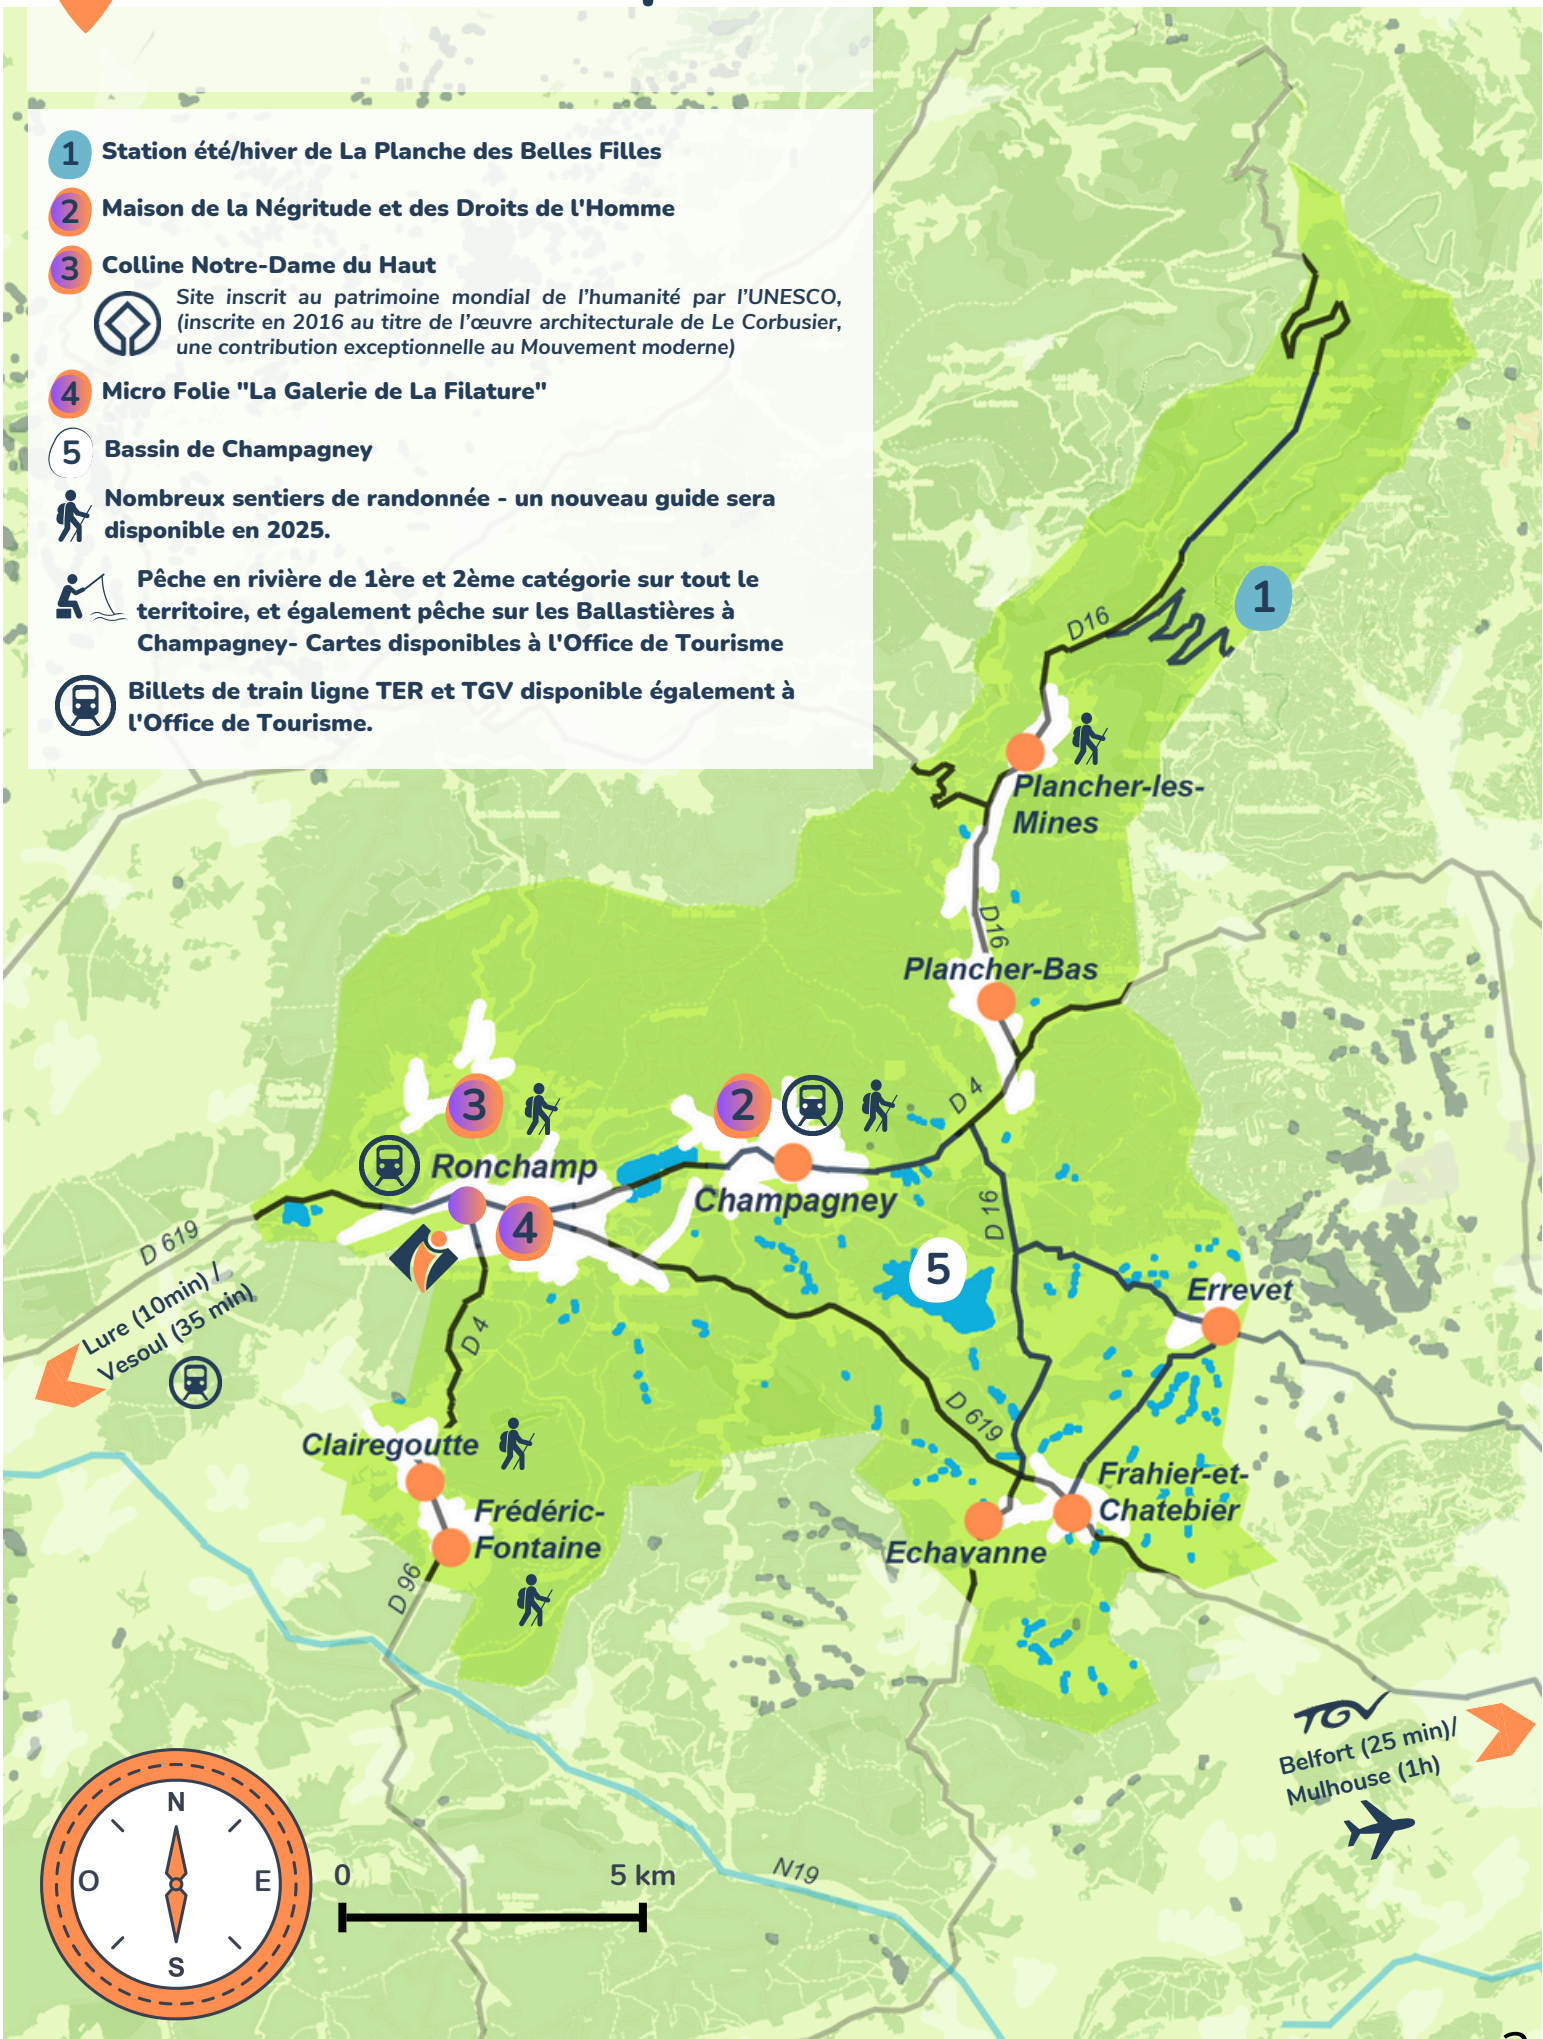 1 Station été/hiver de La Planche des Belles Filles
2 Maison de la Négritude et des Droits de l'Homme
3 Colline Notre-Dame du Haut
Site inscrit au patrimoine mondial de l'humanité par l'UNESCO,
(inscrite en 2016 au titre de l'œuvre architecturale de Le Corbusier,
une contribution exceptionnelle au Mouvement moderne)
4 Micro Folie "La Galerie de La Filature"
5 Bassin de Champagney
Nombreux sentiers de randonnée - un nouveau guide sera
disponible en 2025.
Pêche en rivière de 1ère et 2ème catégorie sur tout le
territoire, et également pêche sur les Ballastières à
Champagney- Cartes disponibles à l'Office de Tourisme
Billets de train ligne TER et TGV disponible également à
l'Office de Tourisme.
1
D16
Plancher-les-
Mines
D16
Plancher-Bas
3
2
D 4
Ronchamp
Champagney
4
D 16
D 619
5
Errevet
Lure (10min) /
Vesoul (35 min)
D 4
D 619
Clairegoutte
Frahier-et-
Chatebier
Frédéric-
Fontaine
Echavanne
D 96
TGV
Belfort (25 min)/
Mulhouse (1h)
N
O
E
S
0
5 km
N19